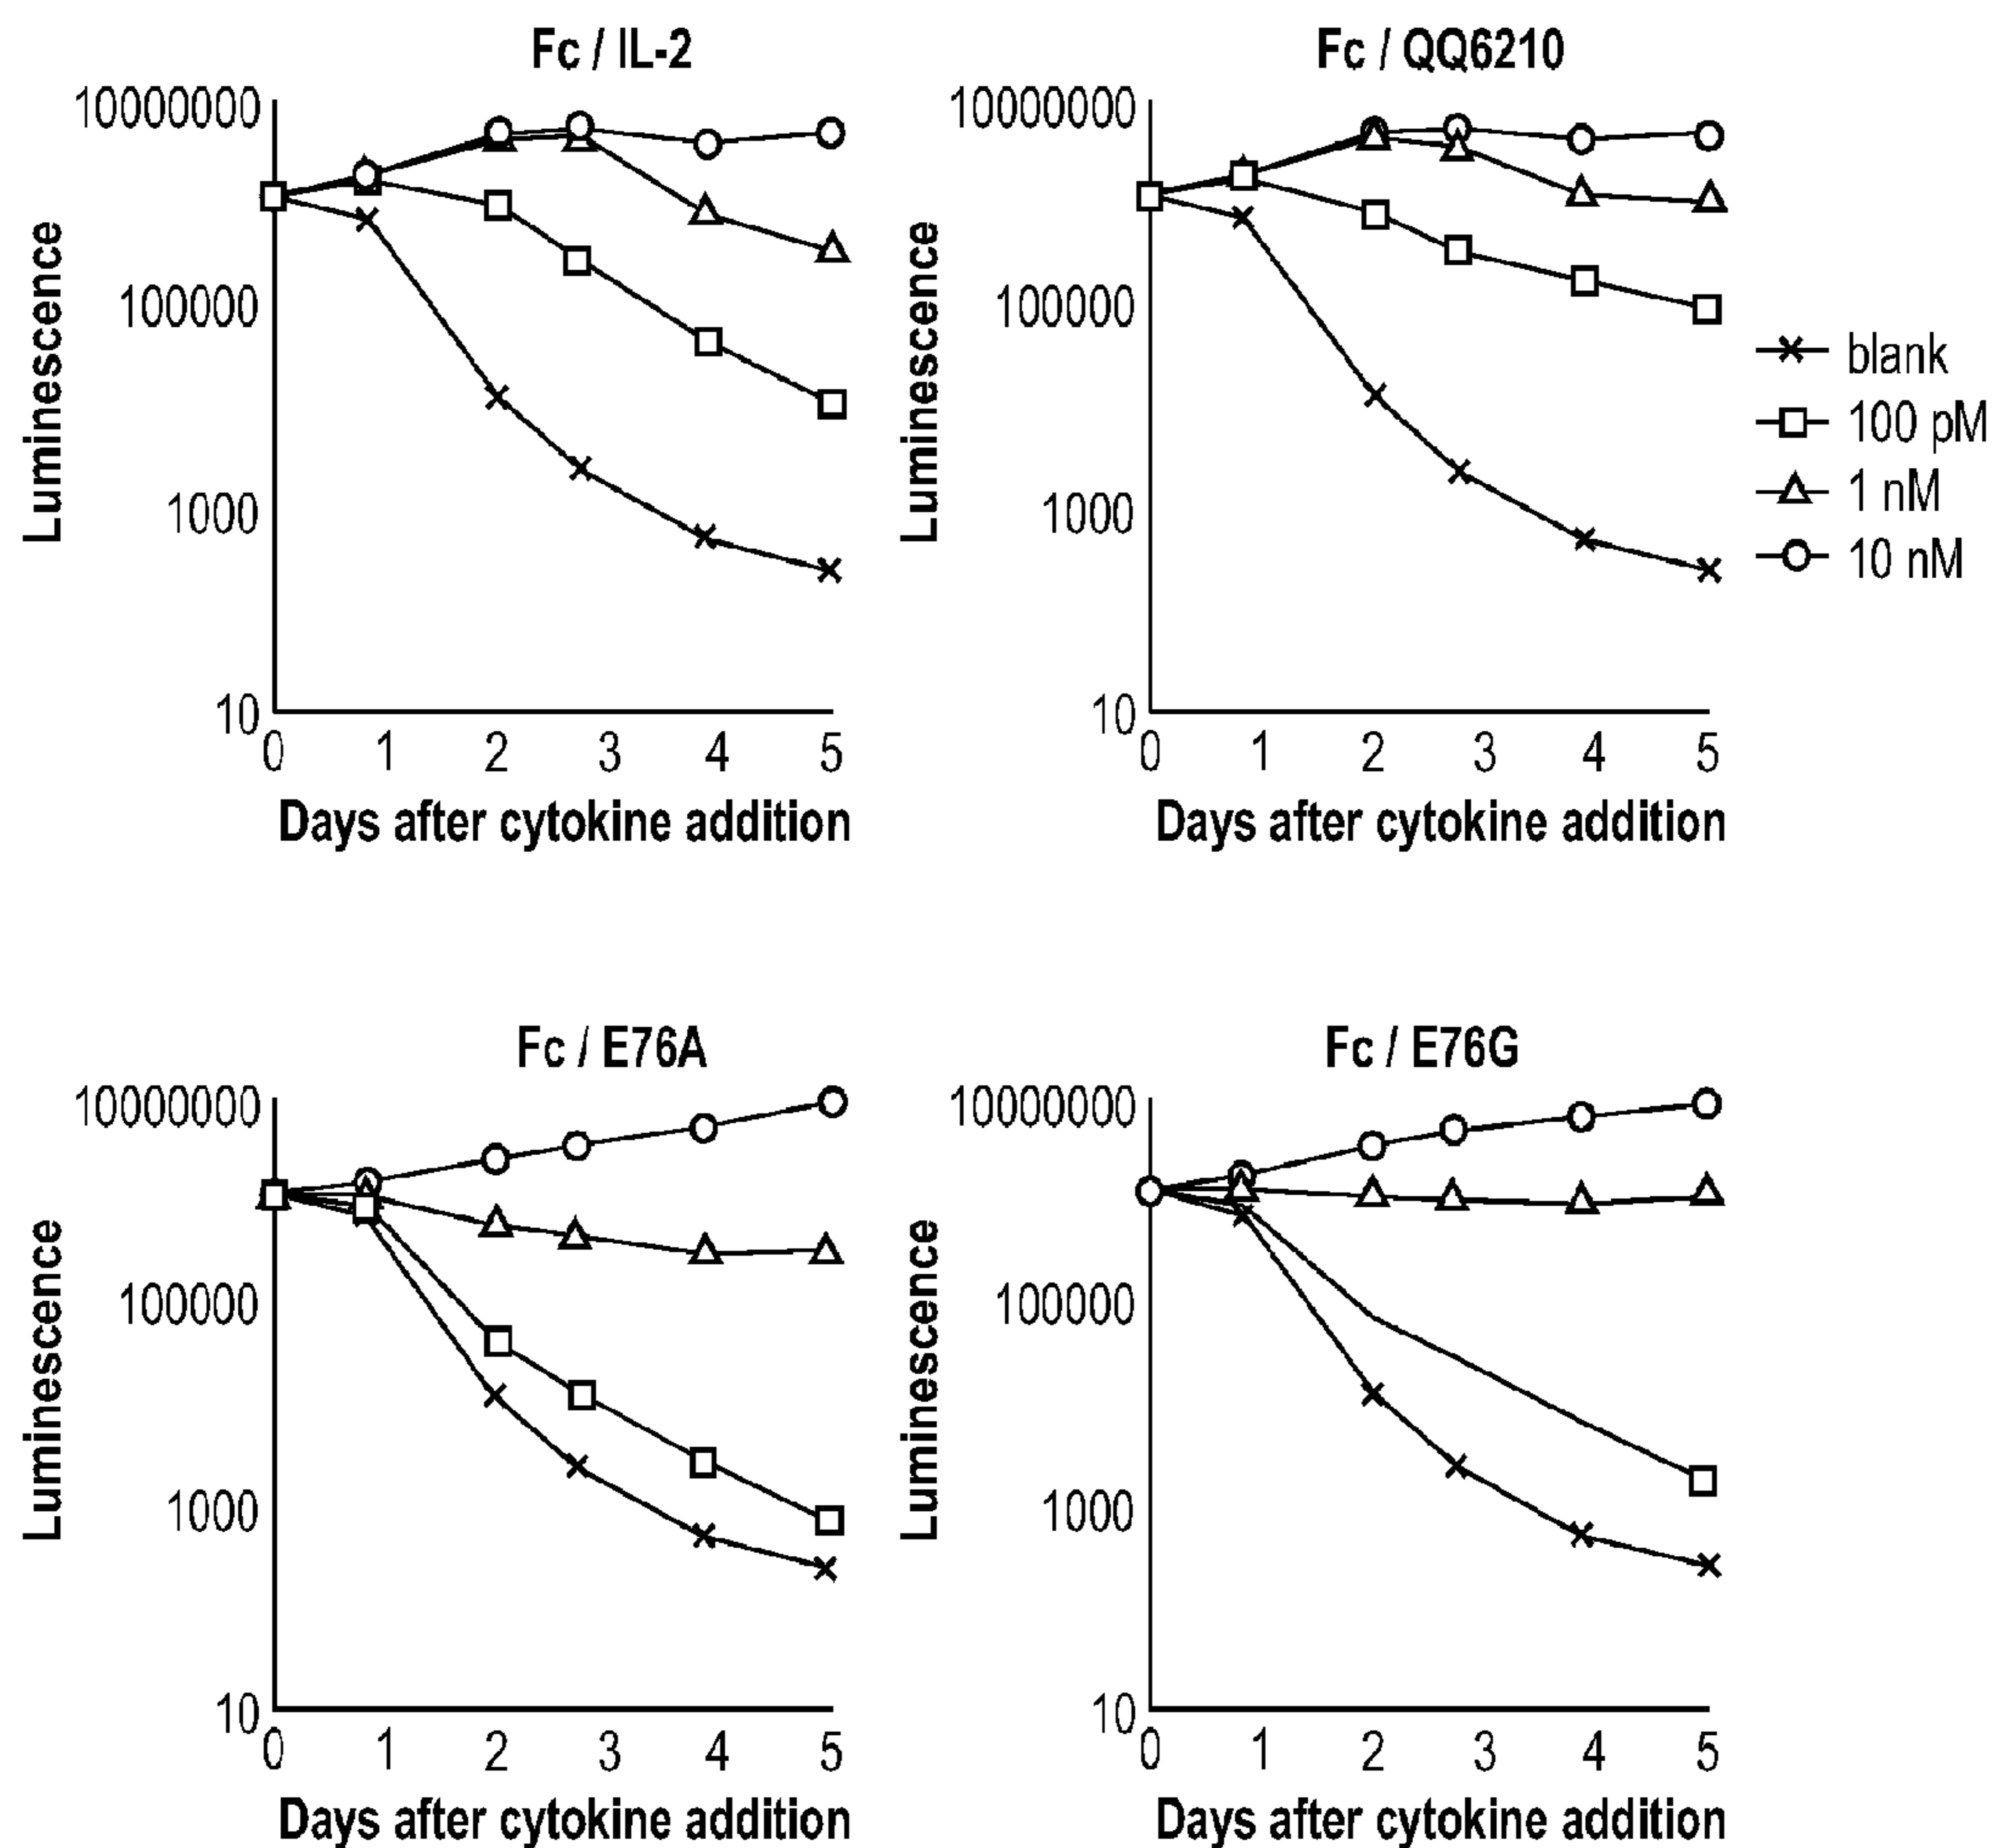 Fc / IL-2
10000000
100000
1000
10
Luminescence
0 1 2 3 4 5
Days after cytokine addition
Fc / QQ6210
10000000
100000
1000
10
Luminescence
0 1 2 3 4 5
Days after cytokine addition
blank
100 pM
1 nM
10 nM
Fc / E76A
10000000
100000
1000
10
Luminescence
0 1 2 3 4 5
Days after cytokine addition
Fc / E76G
10000000
100000
1000
10
Luminescence
0 1 2 3 4 5
Days after cytokine addition